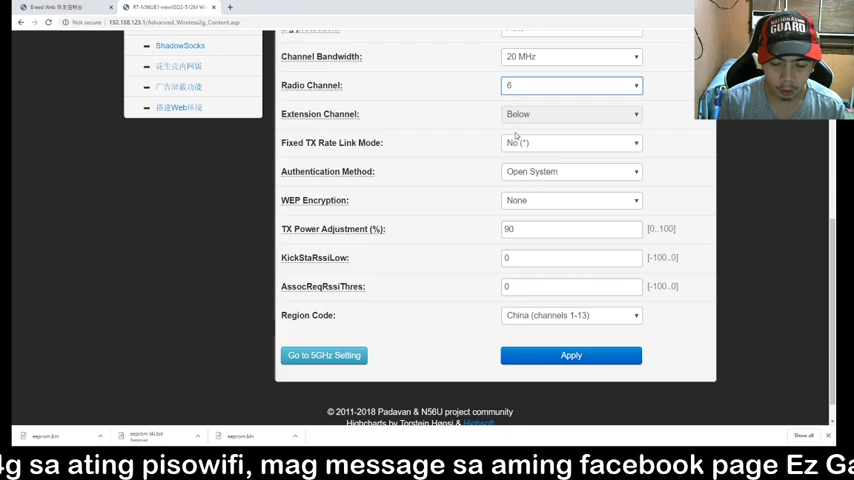 Bread Web 恢复控制台
RT-N56UB1-newifiD2-512M W
Not secure 192.168.123.1/Advanced_Wireless2g_Content.asp
ShadowSocks
花生壳内网版
广告屏蔽功能
搭建Web环境
Channel Bandwidth: 20 MHz
Radio Channel: 6
Extension Channel: Below
Fixed TX Rate Link Mode: No (*)
Authentication Method: Open System
WEP Encryption: None
TX Power Adjustment (%): 90 [0..100]
KickStaRssiLow: 0 [-100..0]
AssocReqRssiThres: 0 [-100..0]
Region Code: China (channels 1-13)
Go to 5GHz Setting Apply
© 2011-2018 Padavan & N56U project community
Highcharts by Torstein Hønsi & Highsoft
NATIONAL
GUARD
eeprom.bin eeprom (4).bin eeprom.bin Show all
Removed
4g sa ating pisowifi, mag message sa aming facebook page Ez Ga